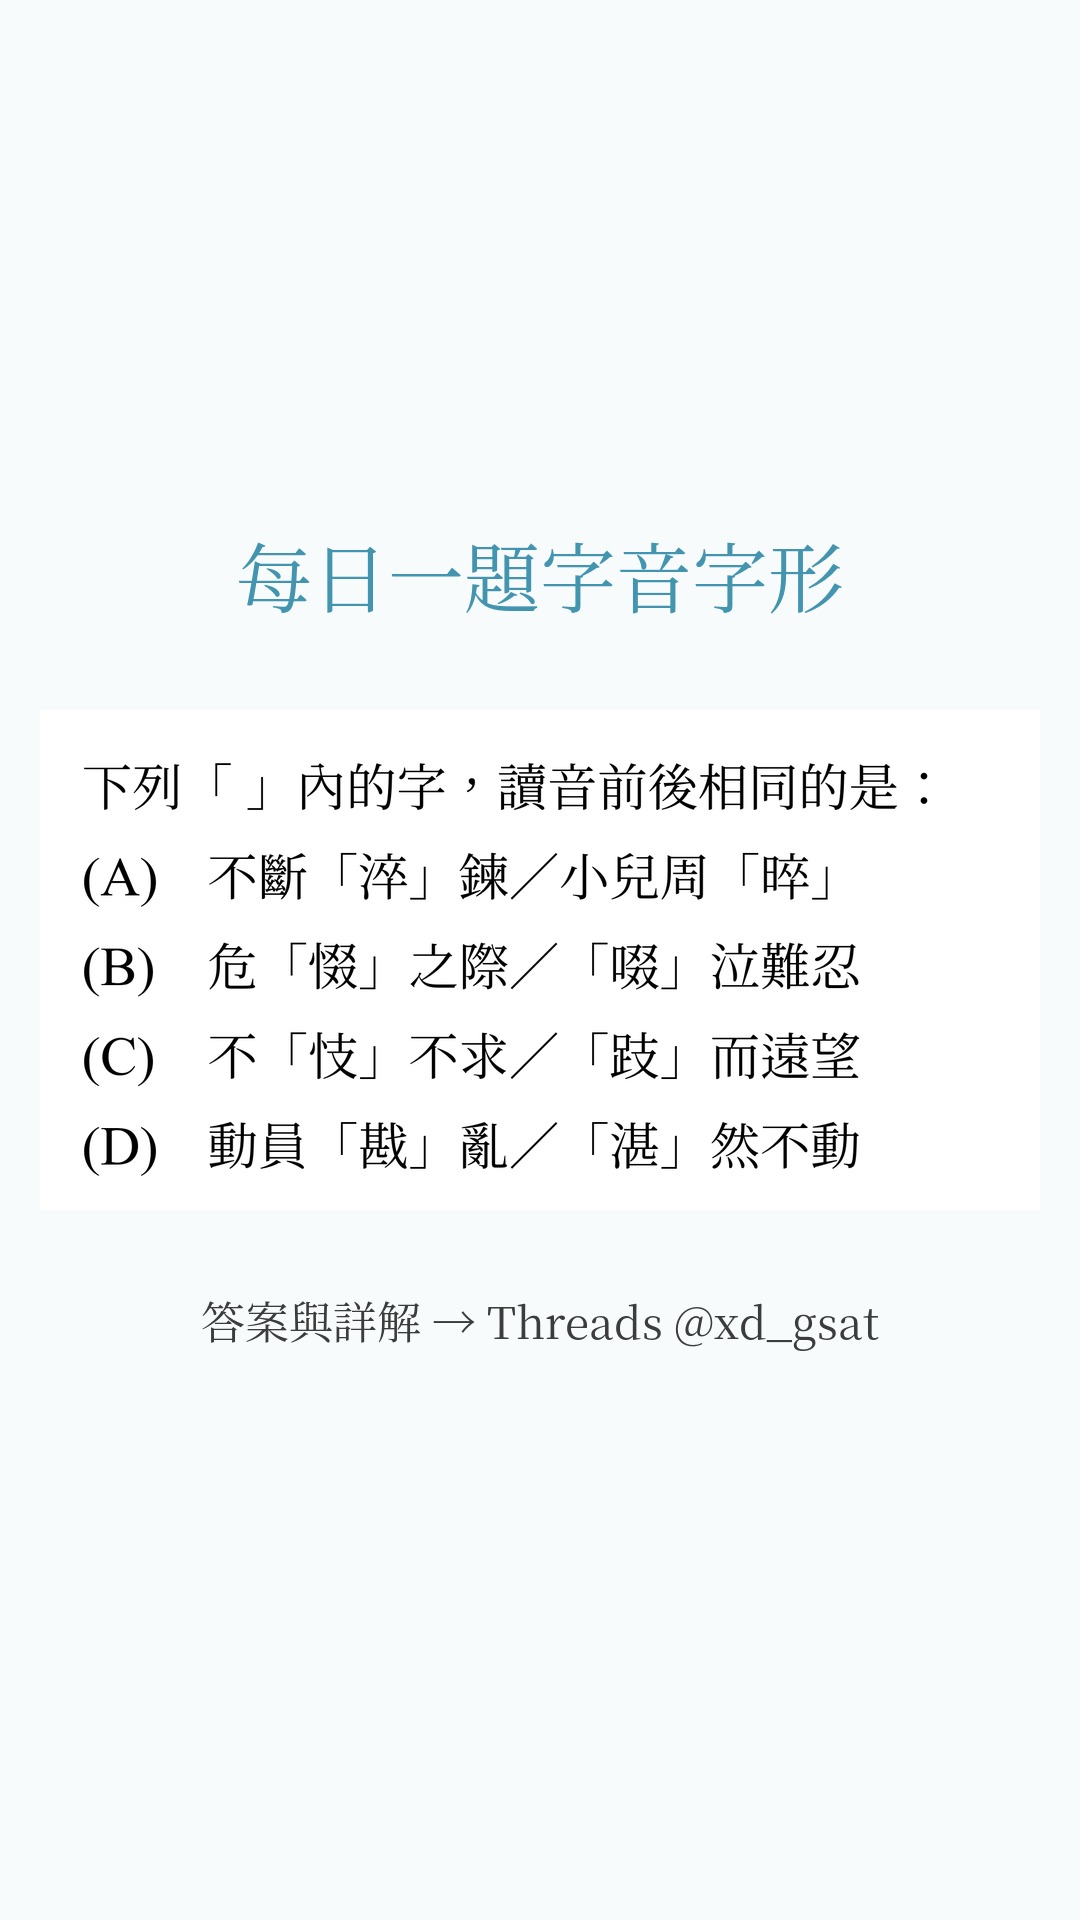 每日一題字音字形
下列「 」內的字，讀音前後相同的是：
(A) 不斷「淬」鍊／小兒周「晬」
(B) 危「惙」之際／「啜」泣難忍
(C) 不「忮」不求／「跂」而遠望
(D) 動員「戡」亂／「湛」然不動
答案與詳解 → Threads @xd_gsat